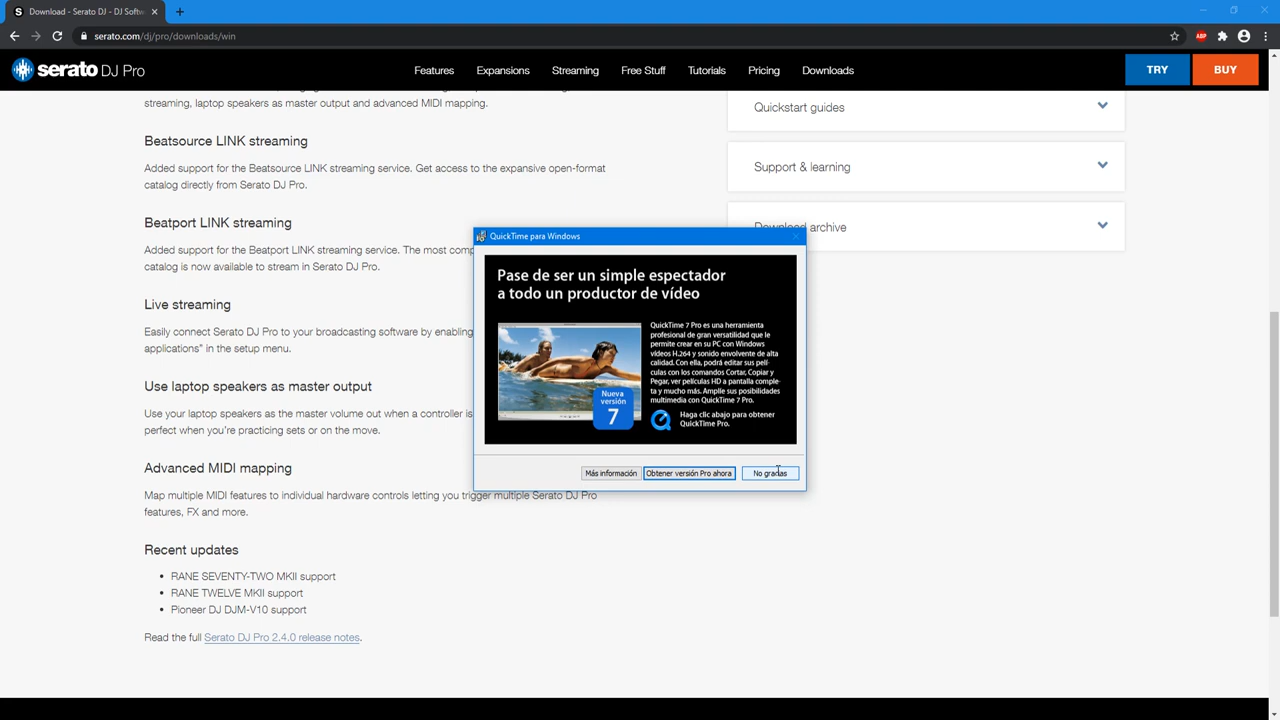 Download - Serato DJ - DJ Softw
serato.com/dj/pro/downloads/win
ABP
serato DJ Pro
Features
Expansions
Streaming
Free Stuff
Tutorials
Pricing
Downloads
TRY
BUY
streaming, laptop speakers as master output and advanced MIDI mapping.
Quickstart guides
Beatsource LINK streaming
Added support for the Beatsource LINK streaming service. Get access to the expansive open-format
catalog directly from Serato DJ Pro.
Support & learning
Beatport LINK streaming
Download archive
Added support for the Beatport LINK streaming service. The most comp
catalog is now available to stream in Serato DJ Pro.
Live streaming
Easily connect Serato DJ Pro to your broadcasting software by enabling
applications" in the setup menu.
Use laptop speakers as master output
Use your laptop speakers as the master volume out when a controller is
perfect when you're practicing sets or on the move.
Advanced MIDI mapping
Map multiple MIDI features to individual hardware controls letting you trigger multiple Serato DJ Pro
features, FX and more.
Recent updates
RANE SEVENTY-TWO MKII support
RANE TWELVE MKII support
Pioneer DJ DJM-V10 support
Read the full Serato DJ Pro 2.4.0 release notes.
QuickTime para Windows
Pase de ser un simple espectador
a todo un productor de vídeo
QuickTime 7 Pro es una herramienta
profesional de gran versatilidad que le
permite crear en su PC con Windows
vídeos H.264 y sonido envolvente de alta
calidad. Con ella, podrá editar sus pelí-
culas con los comandos Cortar, Copiar y
Pegar, ver películas HD a pantalla comple-
ta y mucho más. Amplíe sus posibilidades
multimedia con QuickTime 7 Pro.
Nueva
versión
7
Haga clic abajo para obtener
QuickTime Pro.
Más información
Obtener versión Pro ahora
No gracias